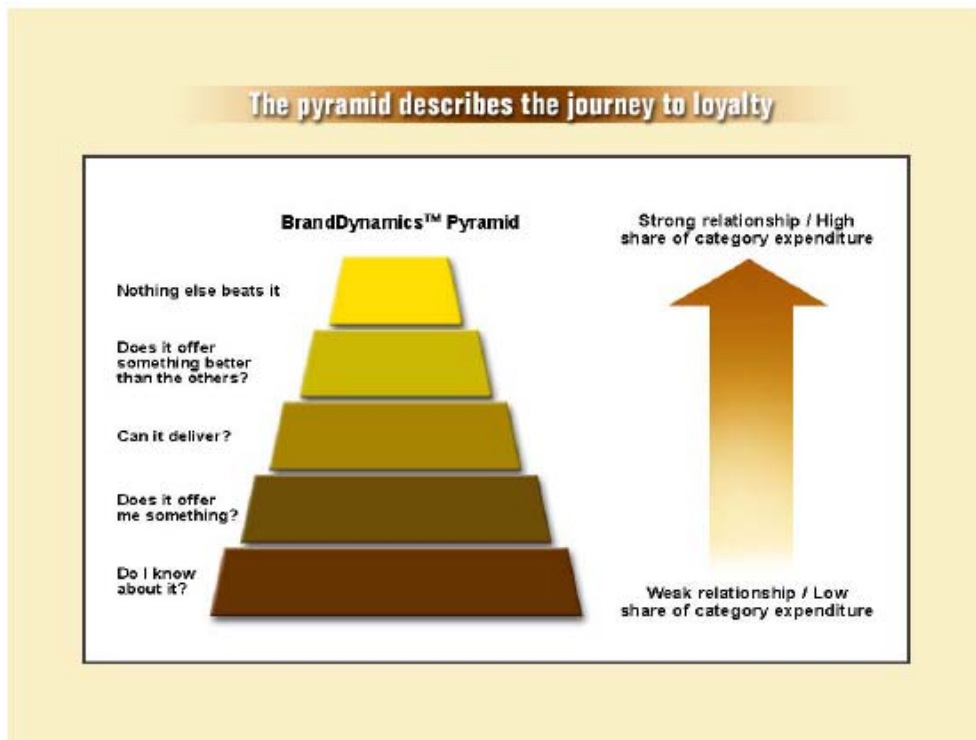 The pyramid describes the journey to loyalty
BrandDynamics™ Pyramid
Nothing else beats it
Does it offer
something better
than the others?
Can it deliver?
Does it offer
me something?
Do I know
about it?
Strong relationship / High
share of category expenditure
Weak relationship / Low
share of category expenditure